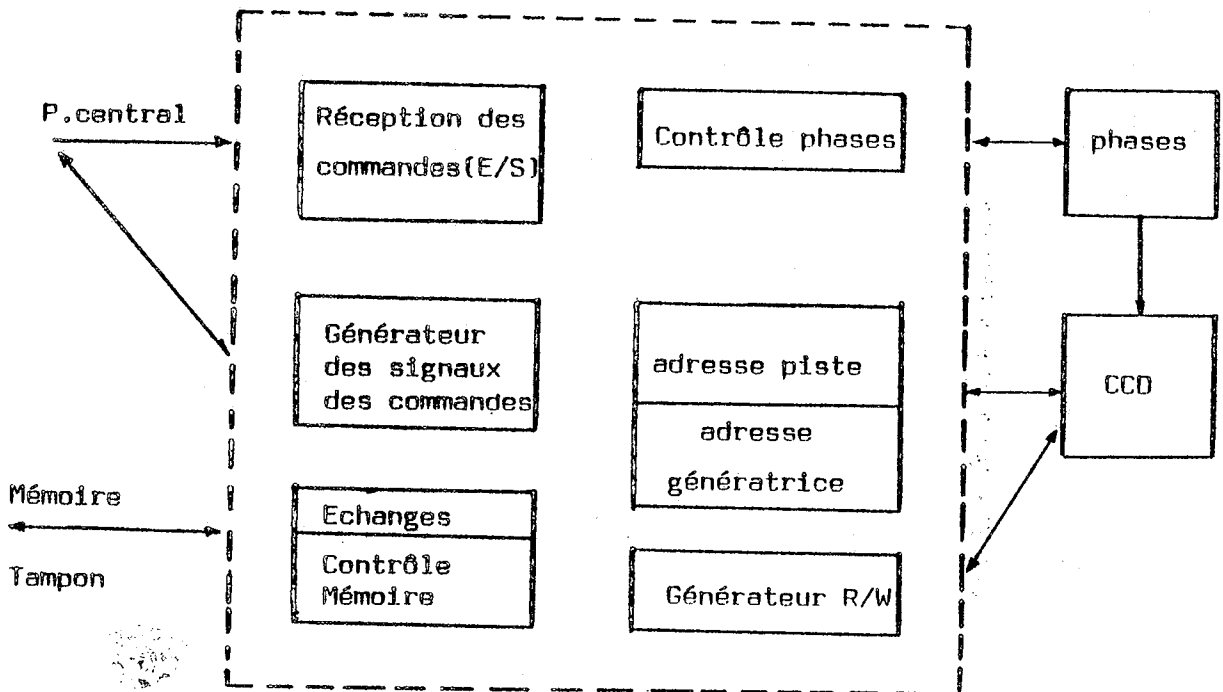 P.central
Réception des
commandes(E/S)
Contrôle phases
phases
Générateur
des signaux
des commandes
adresse piste
adresse
génératrice
CCD
Mémoire
Tampon
Echanges
Contrôle
Mémoire
Générateur R/W